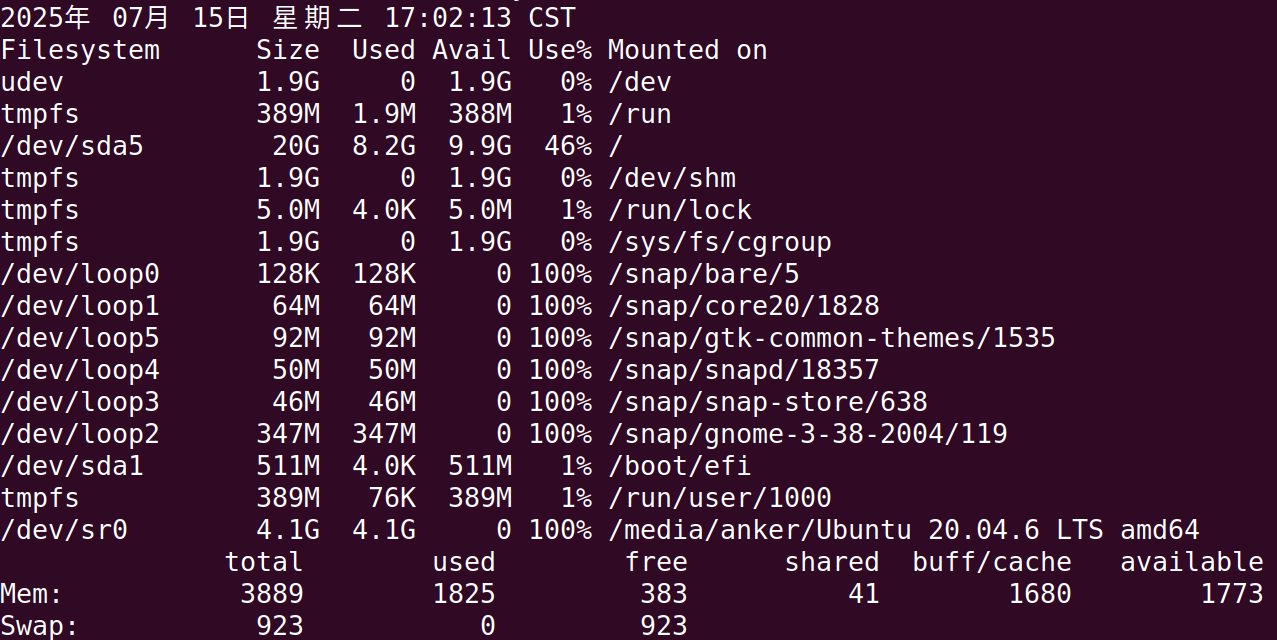 2025年 07月 15日 星期二 17:02:13 CST
Filesystem      Size  Used Avail Use% Mounted on
udev            1.9G     0  1.9G   0% /dev
tmpfs           389M  1.9M  388M   1% /run
/dev/sda5        20G  8.2G  9.9G  46% /
tmpfs           1.9G     0  1.9G   0% /dev/shm
tmpfs           5.0M  4.0K  5.0M   1% /run/lock
tmpfs           1.9G     0  1.9G   0% /sys/fs/cgroup
/dev/loop0      128K  128K     0 100% /snap/bare/5
/dev/loop1       64M   64M     0 100% /snap/core20/1828
/dev/loop5       92M   92M     0 100% /snap/gtk-common-themes/1535
/dev/loop4       50M   50M     0 100% /snap/snapd/18357
/dev/loop3       46M   46M     0 100% /snap/snap-store/638
/dev/loop2      347M  347M     0 100% /snap/gnome-3-38-2004/119
/dev/sda1       511M  4.0K  511M   1% /boot/efi
tmpfs           389M   76K  389M   1% /run/user/1000
/dev/sr0        4.1G  4.1G     0 100% /media/anker/Ubuntu 20.04.6 LTS amd64
              total        used        free      shared  buff/cache   available
Mem:           3889        1825         383          41        1680        1773
Swap:           923           0         923